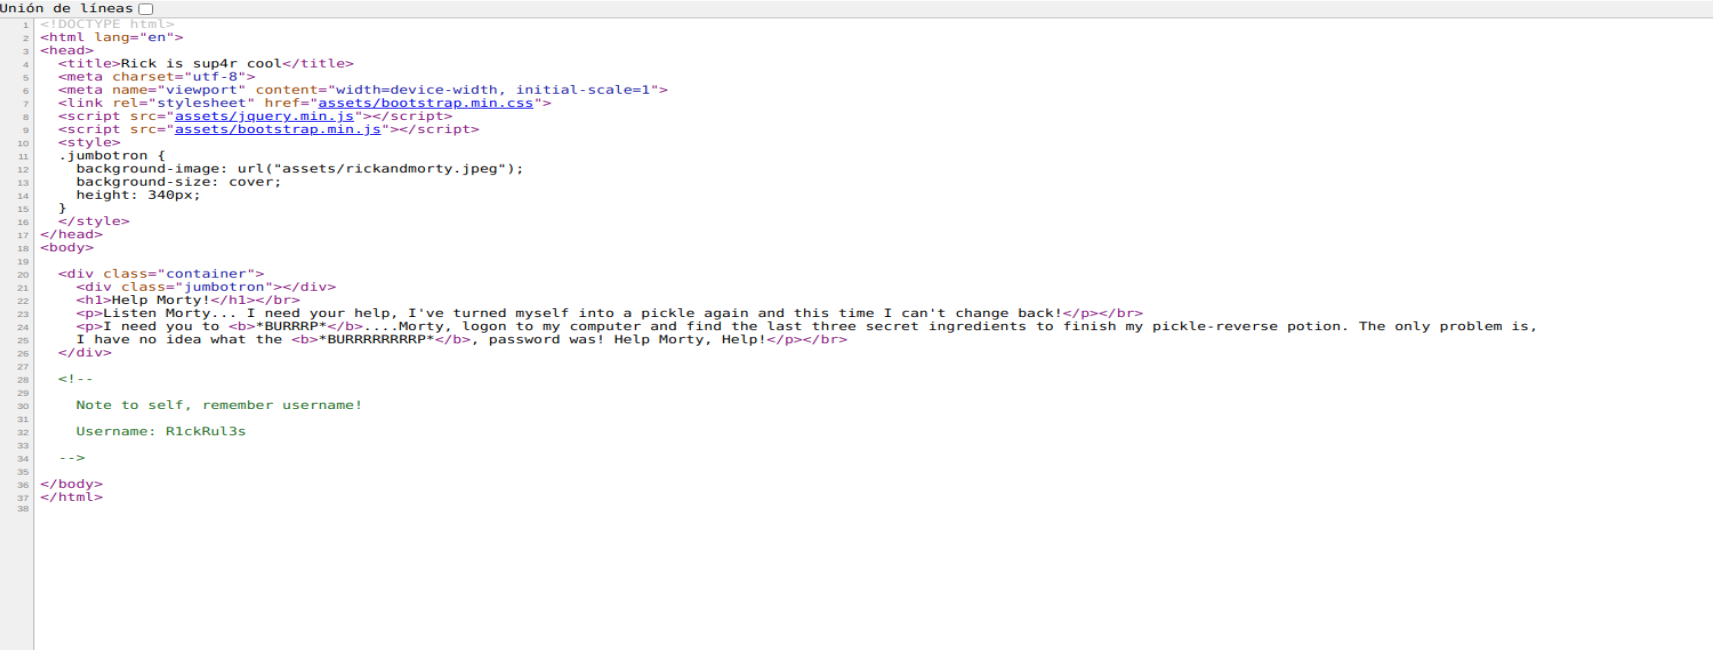 Unión de líneas
1 <!DOCTYPE html>
2 <html lang="en">
3 <head>
4   <title>Rick is sup4r cool</title>
5   <meta charset="utf-8">
6   <meta name="viewport" content="width=device-width, initial-scale=1">
7   <link rel="stylesheet" href="assets/bootstrap.min.css">
8   <script src="assets/jquery.min.js"></script>
9   <script src="assets/bootstrap.min.js"></script>
10   <style>
11   .jumbotron {
12     background-image: url("assets/rickandmorty.jpeg");
13     background-size: cover;
14     height: 340px;
15   }
16   </style>
17 </head>
18 <body>
19
20   <div class="container">
21     <div class="jumbotron"></div>
22     <h1>Help Morty!</h1></br>
23     <p>Listen Morty... I need your help, I've turned myself into a pickle again and this time I can't change back!</p></br>
24     <p>I need you to <b>*BURRRP*</b>....Morty, logon to my computer and find the last three secret ingredients to finish my pickle-reverse potion. The only problem is,
25     I have no idea what the <b>*BURRRRRRRRP*</b>, password was! Help Morty, Help!</p></br>
26   </div>
27
28   <!--
29
30     Note to self, remember username!
31
32     Username: R1ckRul3s
33
34   -->
35
36 </body>
37 </html>
38